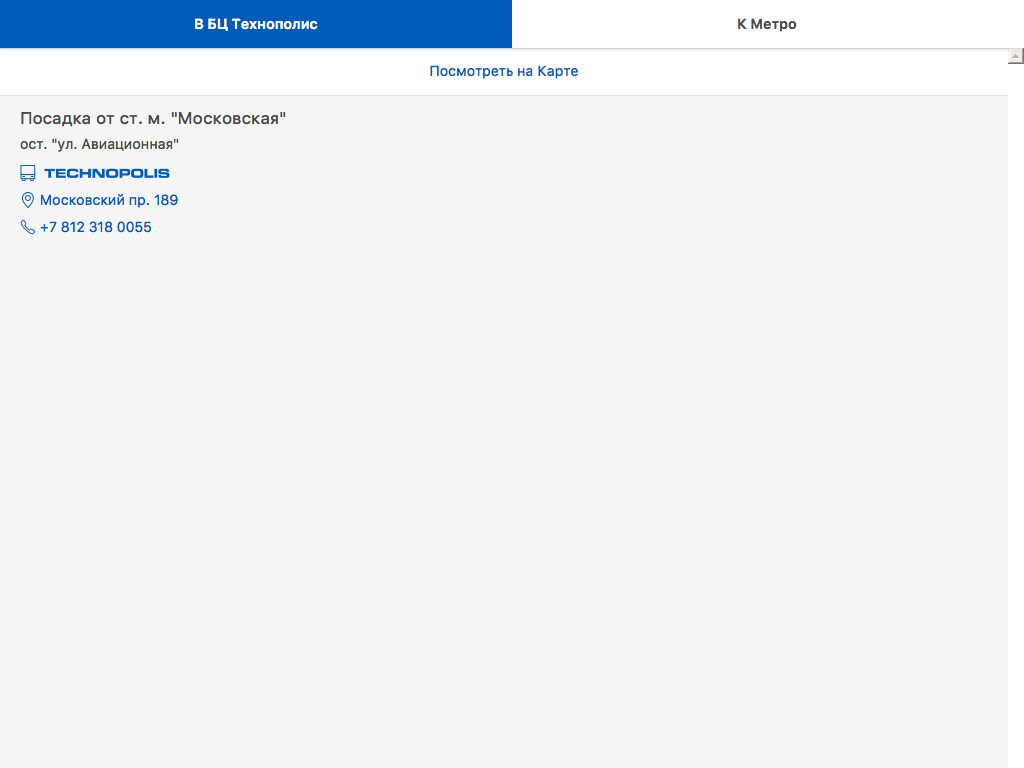 В БЦ Технополис
К Метро
Посмотреть на Карте
Посадка от ст. м. "Московская"
ост. "ул. Авиационная"
TECHNOPOLIS
Московский пр. 189
+7 812 318 0055